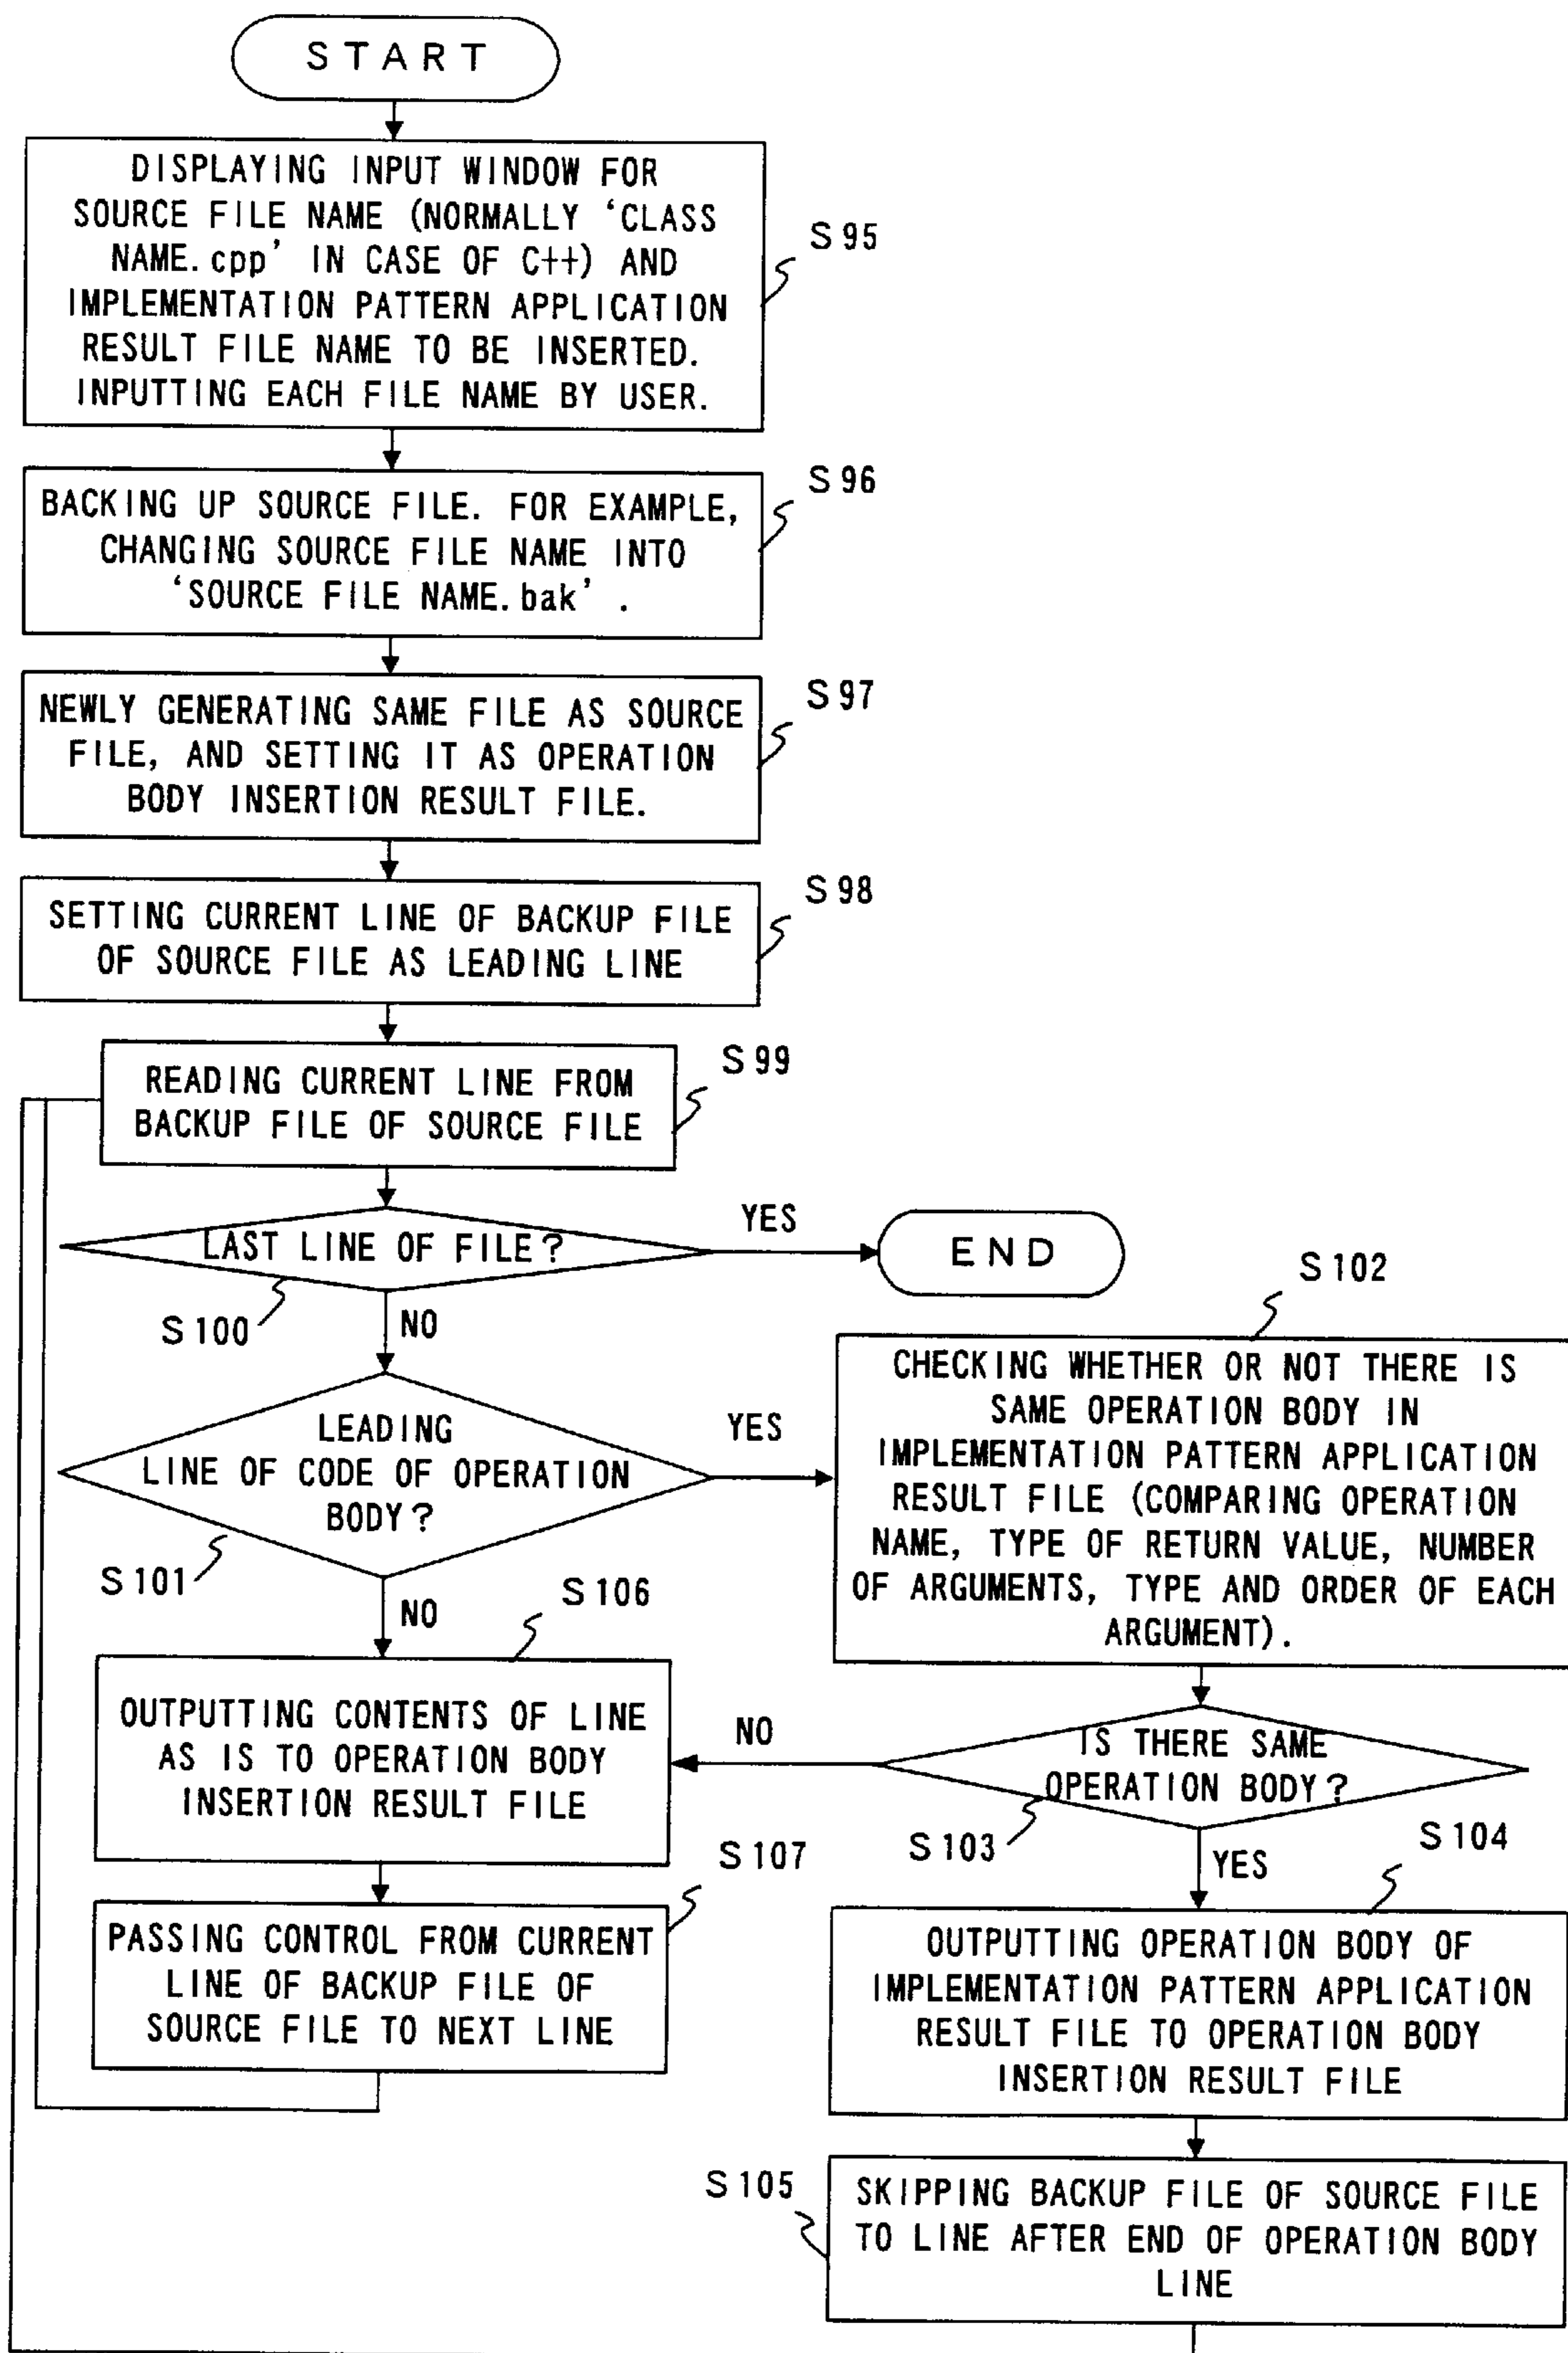 START
DISPLAYING INPUT WINDOW FOR
SOURCE FILE NAME (NORMALLY ‘CLASS
NAME.cpp’ IN CASE OF C++) AND
IMPLEMENTATION PATTERN APPLICATION
RESULT FILE NAME TO BE INSERTED.
INPUTTING EACH FILE NAME BY USER.
S95
BACKING UP SOURCE FILE. FOR EXAMPLE,
CHANGING SOURCE FILE NAME INTO
‘SOURCE FILE NAME.bak’ .
S96
NEWLY GENERATING SAME FILE AS SOURCE
FILE, AND SETTING IT AS OPERATION
BODY INSERTION RESULT FILE.
S97
SETTING CURRENT LINE OF BACKUP FILE
OF SOURCE FILE AS LEADING LINE
S98
READING CURRENT LINE FROM
BACKUP FILE OF SOURCE FILE
S99
LAST LINE OF FILE?
YES
END
S100
NO
LEADING
LINE OF CODE OF OPERATION
BODY?
YES
S101
NO
S102
CHECKING WHETHER OR NOT THERE IS
SAME OPERATION BODY IN
IMPLEMENTATION PATTERN APPLICATION
RESULT FILE (COMPARING OPERATION
NAME, TYPE OF RETURN VALUE, NUMBER
OF ARGUMENTS, TYPE AND ORDER OF EACH
ARGUMENT).
S106
OUTPUTTING CONTENTS OF LINE
AS IS TO OPERATION BODY
INSERTION RESULT FILE
NO
IS THERE SAME
OPERATION BODY?
S103
YES
S104
S107
PASSING CONTROL FROM CURRENT
LINE OF BACKUP FILE OF
SOURCE FILE TO NEXT LINE
OUTPUTTING OPERATION BODY OF
IMPLEMENTATION PATTERN APPLICATION
RESULT FILE TO OPERATION BODY
INSERTION RESULT FILE
S105
SKIPPING BACKUP FILE OF SOURCE FILE
TO LINE AFTER END OF OPERATION BODY
LINE